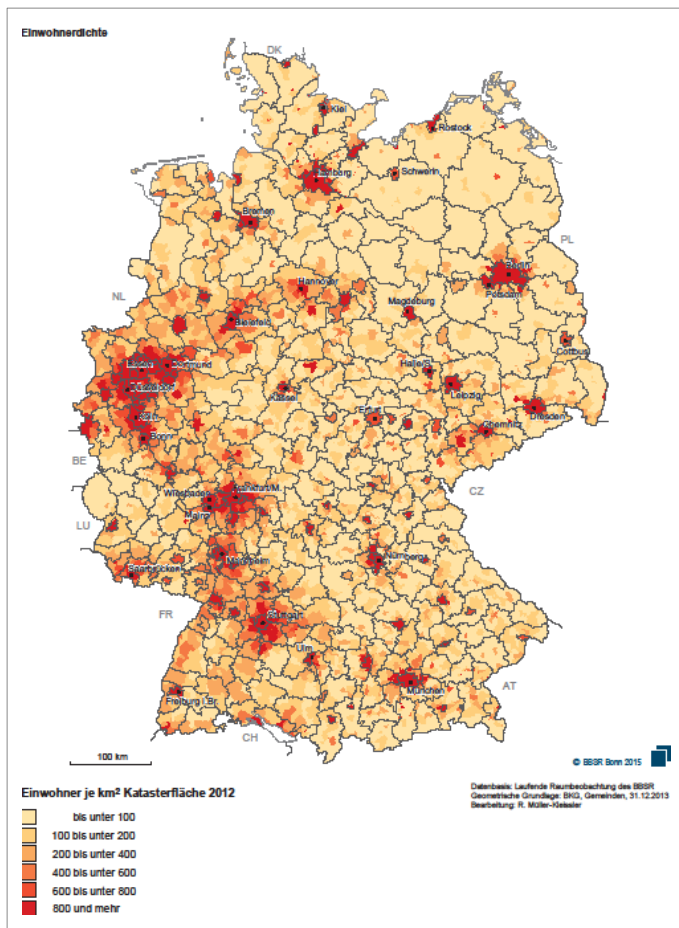 Einwohnerdichte
DK
Kiel
Rostock
Hamburg
Schwerin
Bremen
PL
Berlin
Hannover
Potsdam
NL
Magdeburg
Bielefeld
Cottbus
Essen
Dortmund
Halle/S.
Düsseldorf
Leipzig
Kassel
Köln
Erfurt
Dresden
Bonn
Chemnitz
BE
CZ
Wiesbaden
Frankfurt/M.
Mainz
LU
Mannheim
Nürnberg
Saarbrücken
FR
Stuttgart
Ulm
AT
München
Freiburg i.Br.
CH
100 km
© BBSR Bonn 2015
Einwohner je km² Katasterfläche 2012
Datenbasis: Laufende Raumbeobachtung des BBSR
Geometrische Grundlage: BKG, Gemeinden, 31.12.2013
Bearbeitung: R. Müller-Kleissler
bis unter 100
100 bis unter 200
200 bis unter 400
400 bis unter 600
600 bis unter 800
800 und mehr